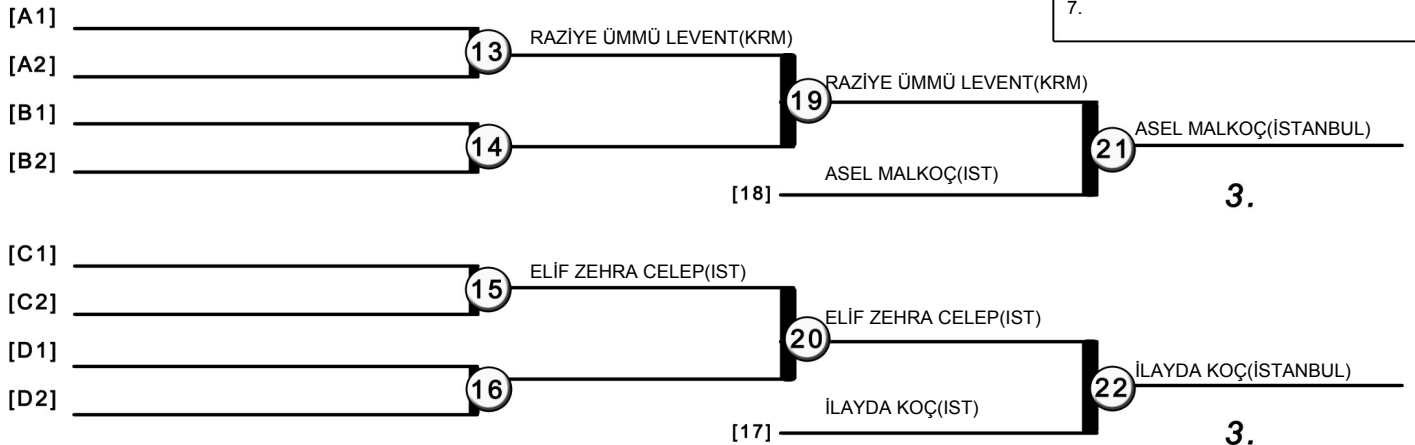 7.
[A1]
13
RAZİYE ÜMMÜ LEVENT(KRM)
[A2]
19
RAZİYE ÜMMÜ LEVENT(KRM)
[B1]
14
[B2]
21
ASEL MALKOÇ(İSTANBUL)
ASEL MALKOÇ(IST)
[18]
3.
[C1]
15
ELİF ZEHRA CELEP(IST)
[C2]
20
ELİF ZEHRA CELEP(IST)
[D1]
16
[D2]
22
İLAYDA KOÇ(İSTANBUL)
İLAYDA KOÇ(IST)
[17]
3.